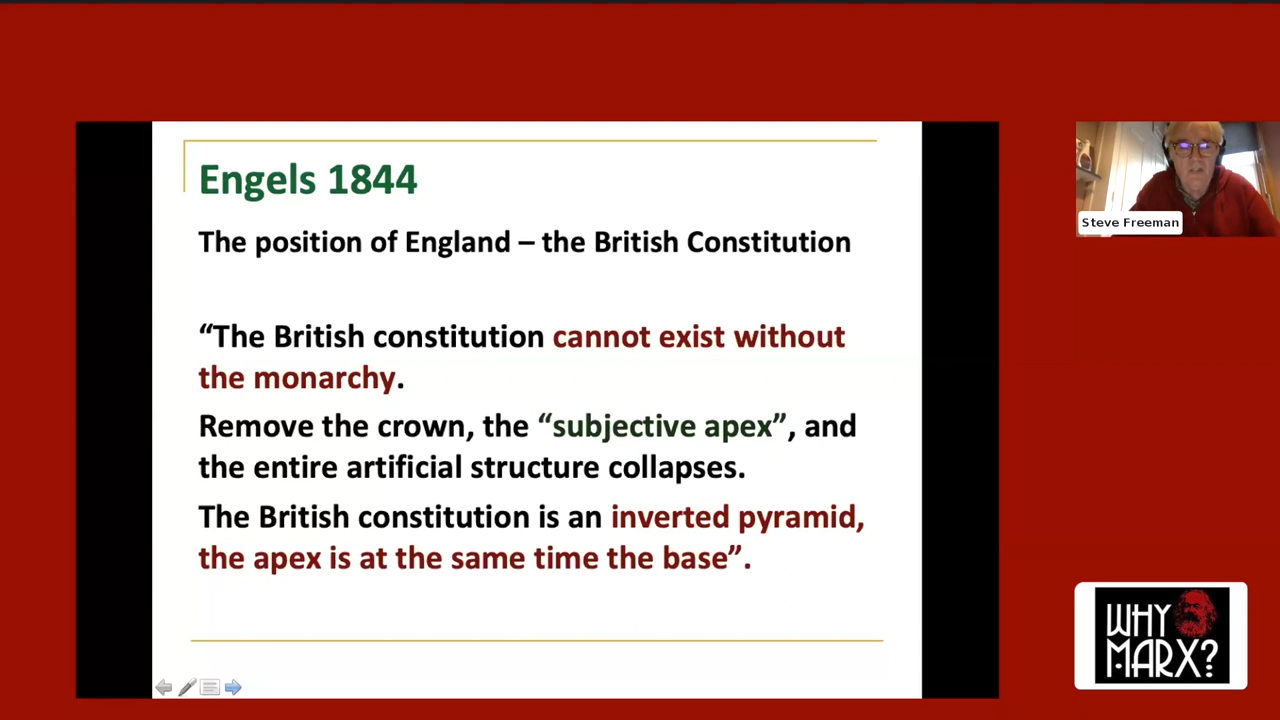 Engels 1844
The position of England – the British Constitution
“The British constitution cannot exist without
the monarchy.
Remove the crown, the “subjective apex”, and
the entire artificial structure collapses.
The British constitution is an inverted pyramid,
the apex is at the same time the base”.
Steve Freeman
WHY
MARX?